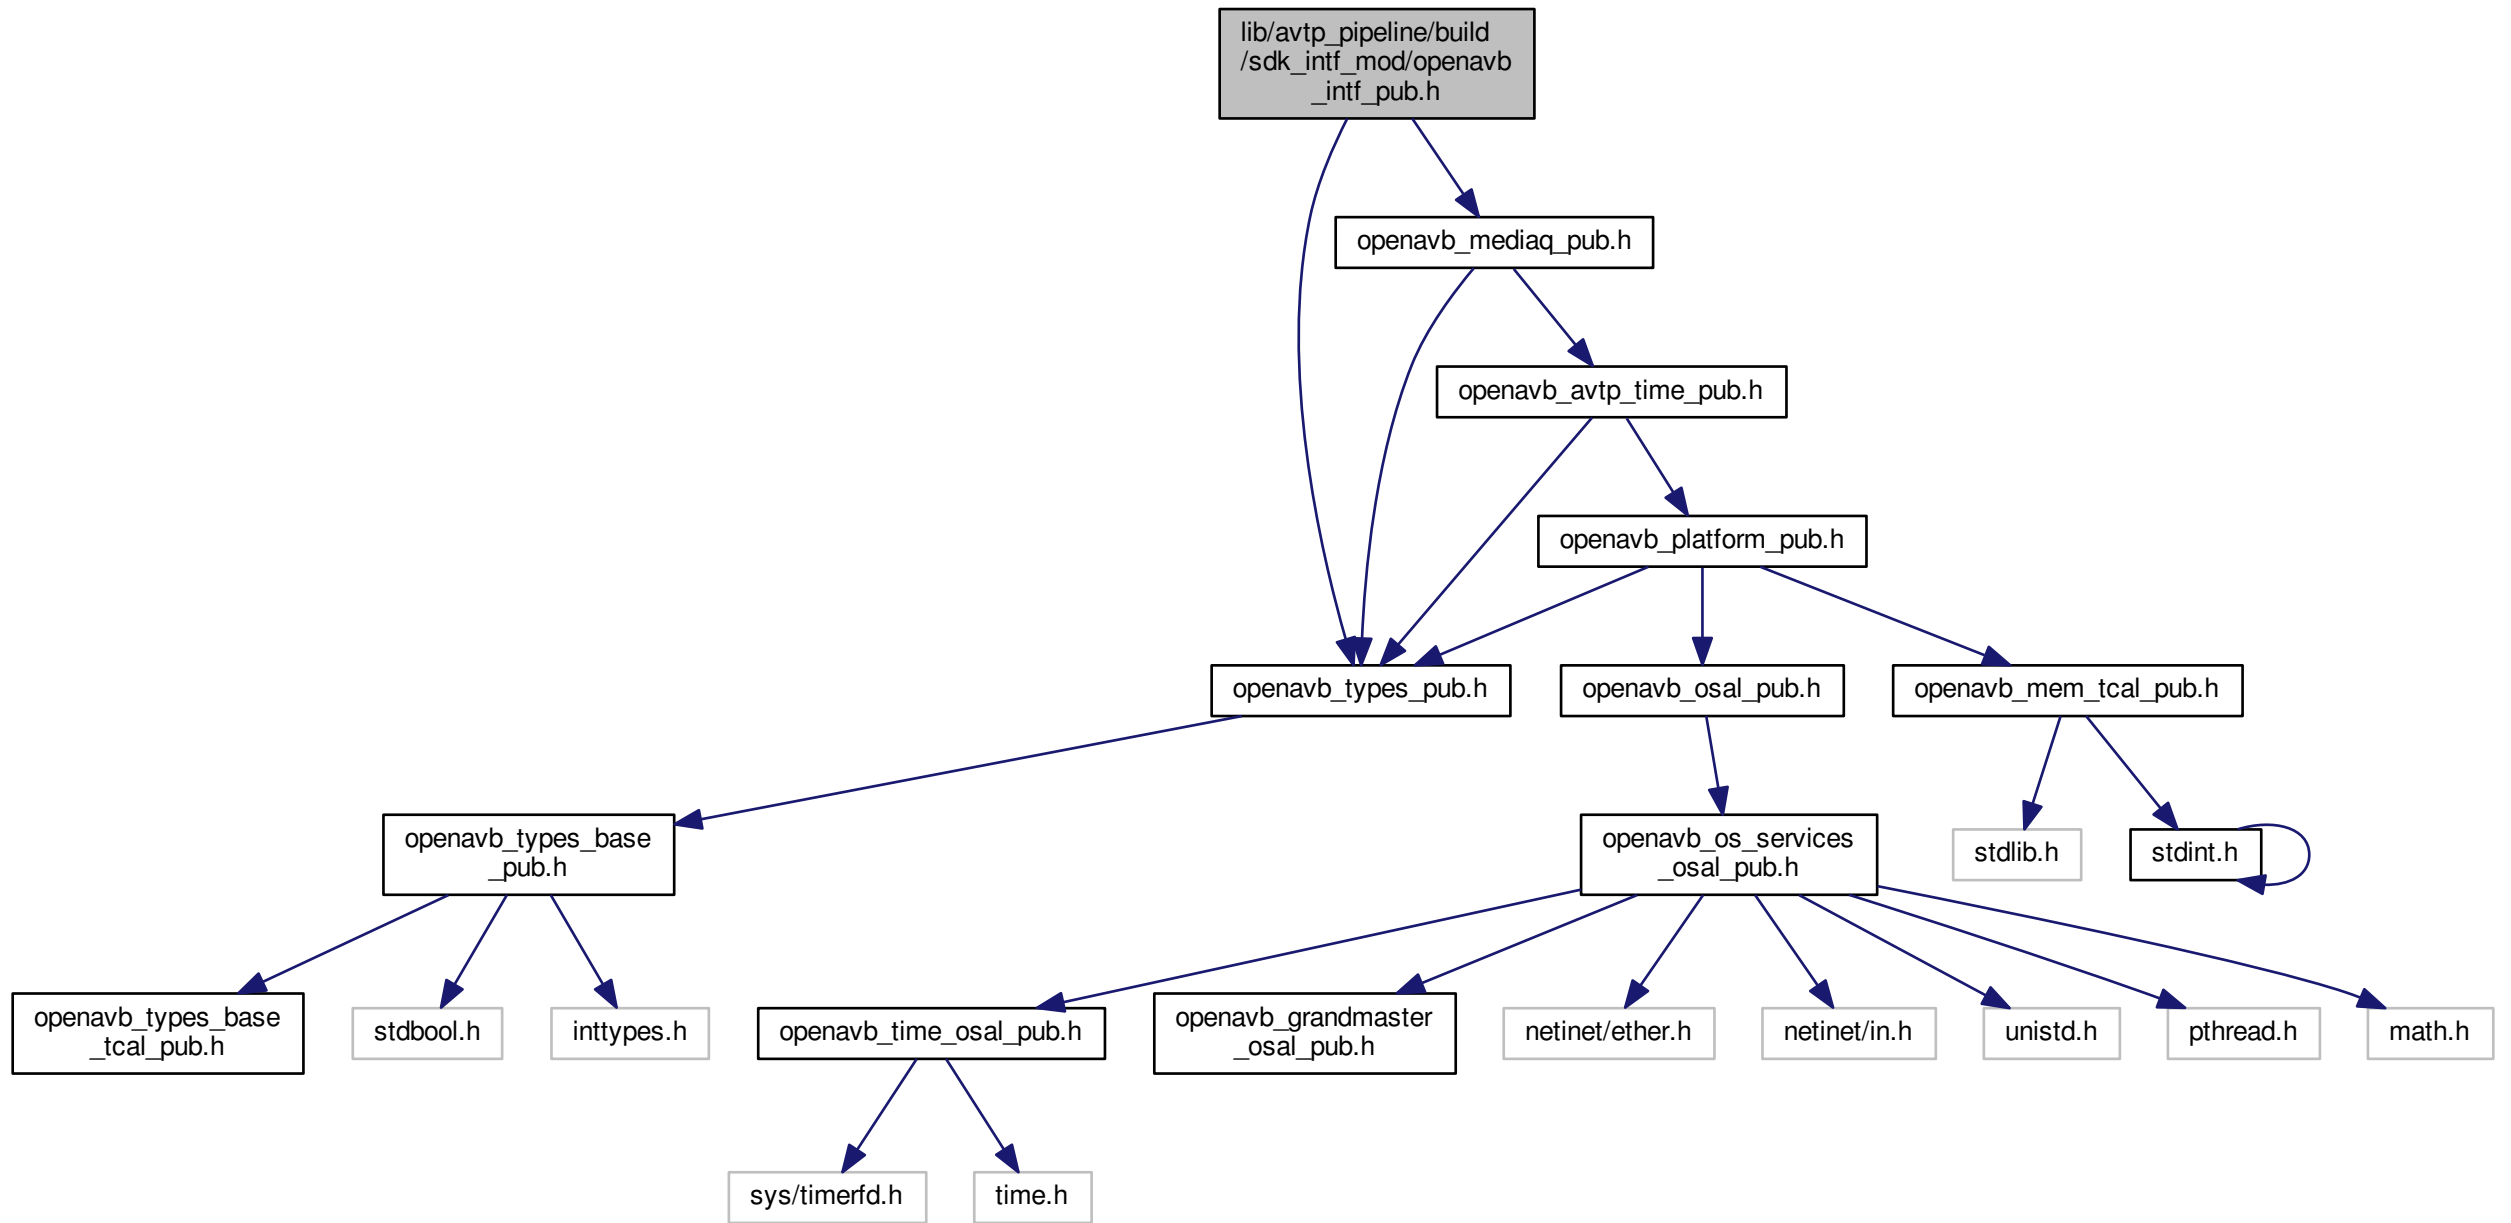 lib/avtp_pipeline/build
/sdk_intf_mod/openavb
_intf_pub.h
openavb_mediaq_pub.h
openavb_avtp_time_pub.h
openavb_platform_pub.h
openavb_types_pub.h
openavb_osal_pub.h
openavb_mem_tcal_pub.h
openavb_types_base
_pub.h
openavb_os_services
_osal_pub.h
stdlib.h
stdint.h
openavb_types_base
_tcal_pub.h
stdbool.h
inttypes.h
openavb_time_osal_pub.h
openavb_grandmaster
_osal_pub.h
netinet/ether.h
netinet/in.h
unistd.h
pthread.h
math.h
sys/timerfd.h
time.h